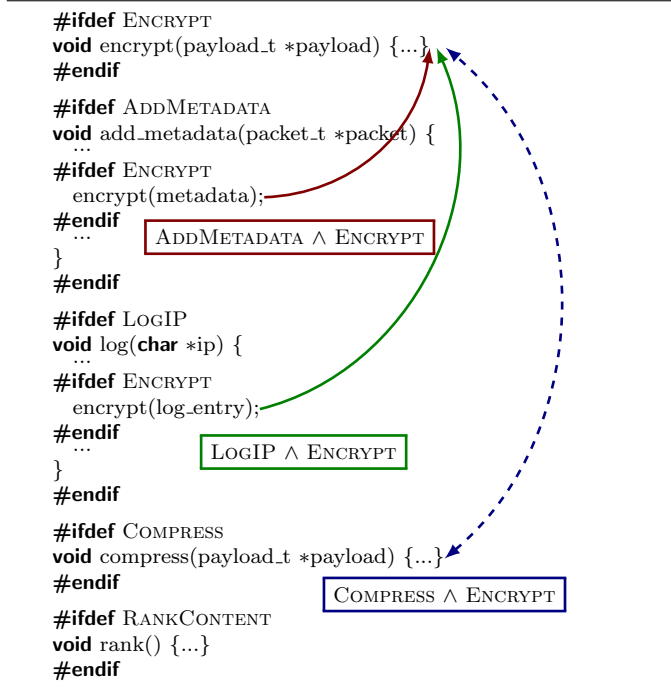 #ifdef ENCRYPT
void encrypt(payload_t *payload) {...}
#endif
#ifdef ADDMETADATA
void add_metadata(packet_t *packet) {
...
#ifdef ENCRYPT
encrypt(metadata);
#endif
...
ADDMETADATA ∧ ENCRYPT
}
#endif
#ifdef LOGIP
void log(char *ip) {
...
#ifdef ENCRYPT
encrypt(log_entry);
#endif
...
LOGIP ∧ ENCRYPT
}
#endif
#ifdef COMPRESS
void compress(payload_t *payload) {...}
#endif
COMPRESS ∧ ENCRYPT
#ifdef RANKCONTENT
void rank() {...}
#endif